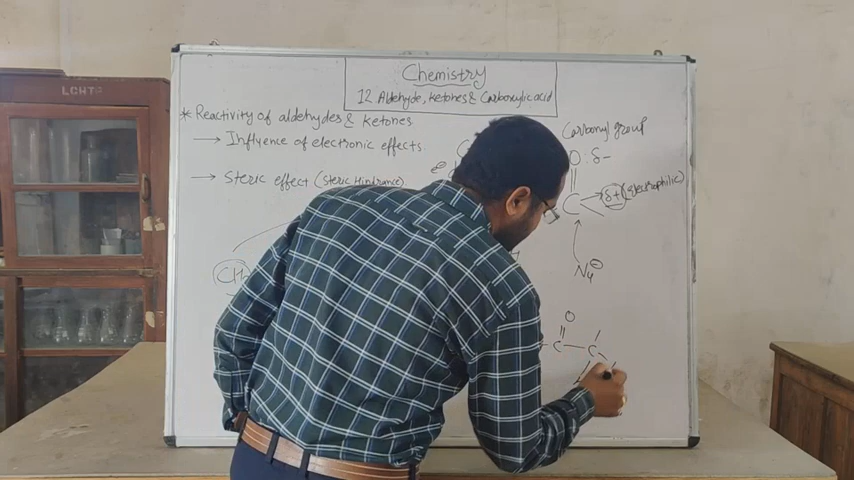 LCHTC
Chemistry
12 Aldehyde, Ketones & Carboxylic acid
* Reactivity of aldehydes & ketones
→ Influence of electronic effects.
→ Steric effect (Steric Hindrance)
Carbonyl group
O: δ-
||
C → δ+ (electrophilic)
Nu⊖
CH
O
||
C — C